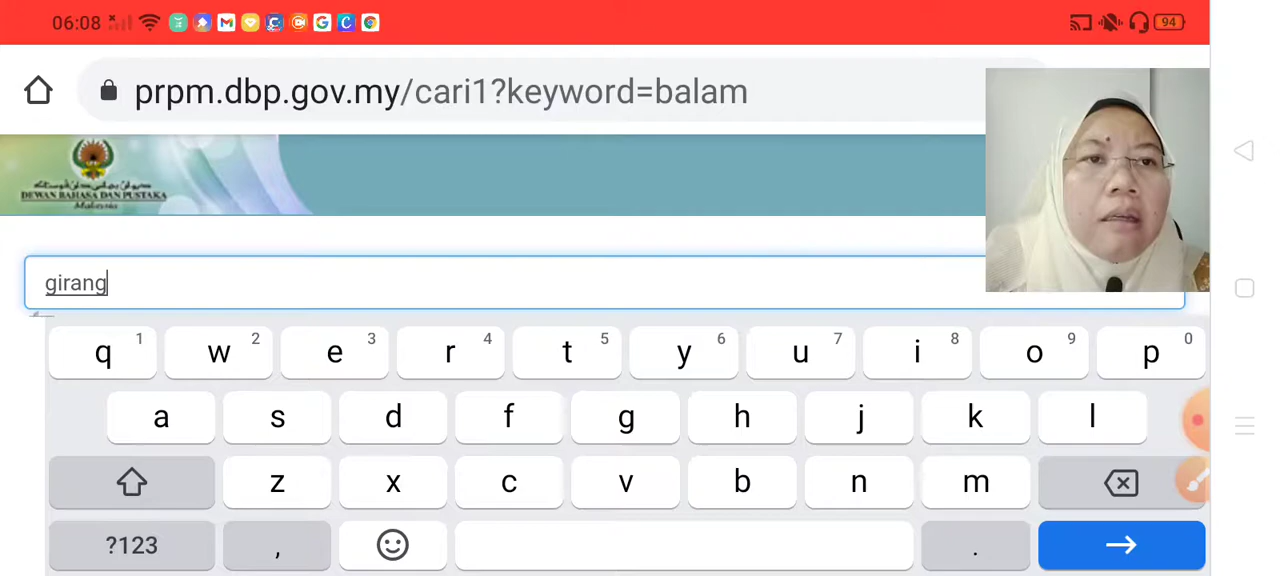 06:08
94
prpm.dbp.gov.my/cari1?keyword=balam
DEWAN BAHASA DAN PUSTAKA
Malaysia
girang
q 1 w 2 e 3 r 4 t 5 y 6 u 7 i 8 o 9 p 0
a s d f g h j k l
z x c v b n m
?123 , .